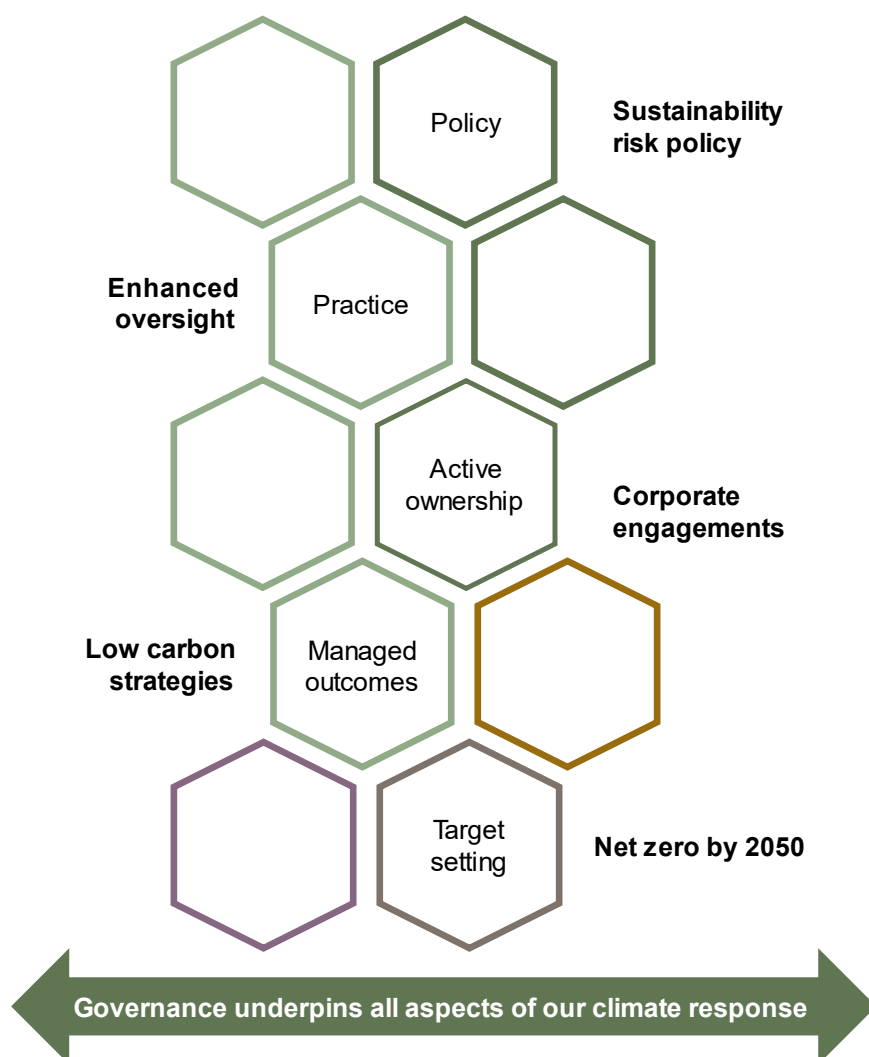 Policy
Sustainability
risk policy
Enhanced
oversight
Practice
Active
ownership
Corporate
engagements
Low carbon
strategies
Managed
outcomes
Target
setting
Net zero by 2050
Governance underpins all aspects of our climate response